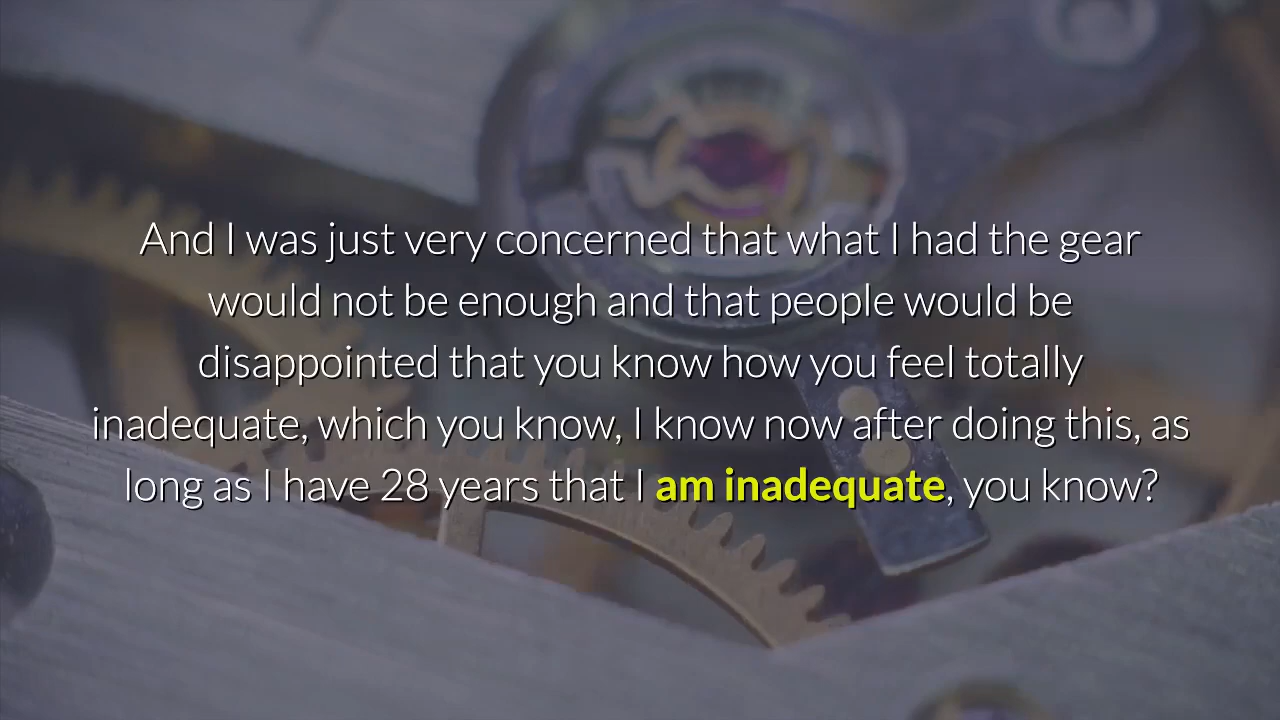 And I was just very concerned that what I had the gear
would not be enough and that people would be
disappointed that you know how you feel totally
inadequate, which you know, I know now after doing this, as
long as I have 28 years that I am inadequate, you know?